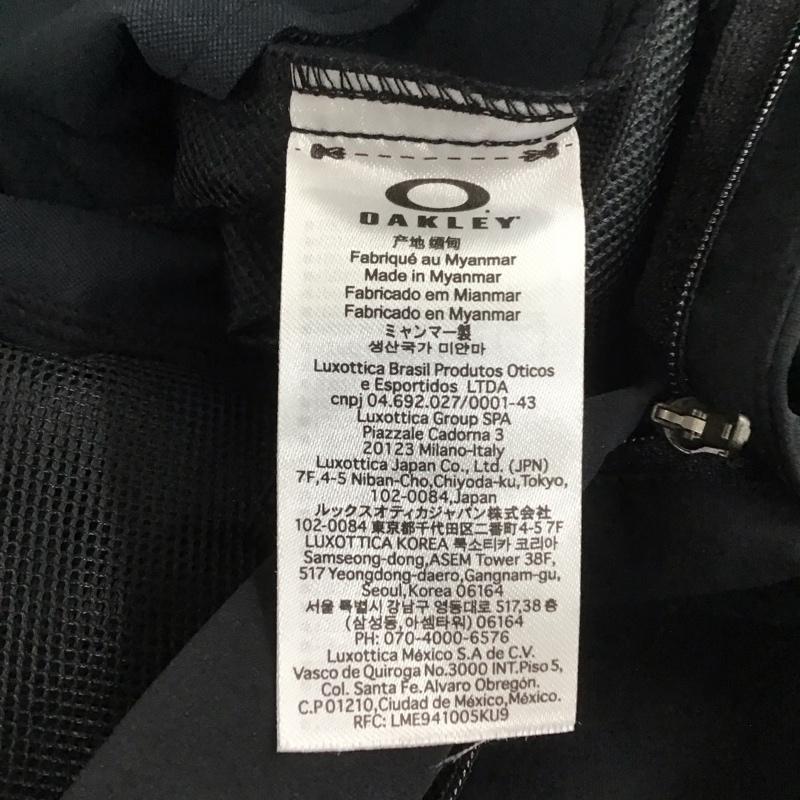 OAKLEY
产地 缅甸
Fabriqué au Myanmar
Made in Myanmar
Fabricado em Mianmar
Fabricado en Myanmar
ミャンマー製
생산국가 미얀마
Luxottica Brasil Produtos Oticos
e Esportidos LTDA
cnpj 04.692.027/0001-43
Luxottica Group SPA
Piazzale Cadorna 3
20123 Milano-Italy
Luxottica Japan Co., Ltd. (JPN)
7F,4-5 Niban-Cho,Chiyoda-ku,Tokyo,
102-0084,Japan
ルックスオティカジャパン株式会社
102-0084 東京都千代田区二番町4-5 7F
LUXOTTICA KOREA 룩소티카 코리아
Samseong-dong,ASEM Tower 38F,
517 Yeongdong-daero,Gangnam-gu,
Seoul,Korea 06164
서울 특별시 강남구 영동대로 517,38 층
(삼성동,아셈타워) 06164
PH: 070-4000-6576
Luxottica México S.A de C.V.
Vasco de Quiroga No.3000 INT.Piso 5,
Col. Santa Fe.Alvaro Obregón.
C.P01210,Ciudad de México,México.
RFC: LME941005KU9